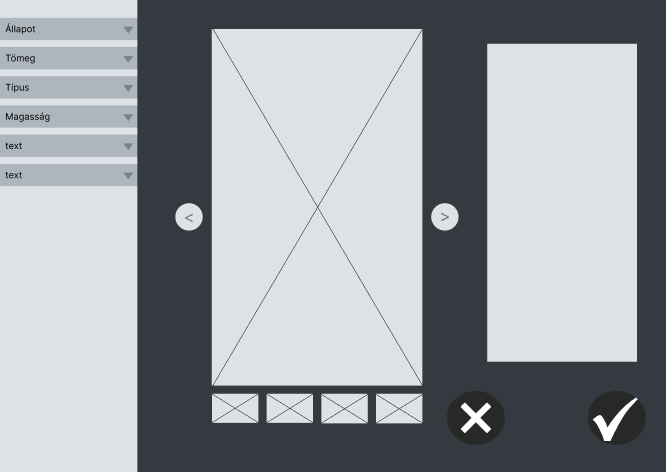 Állapot
Tömeg
Típus
Magasság
text
text
<
>